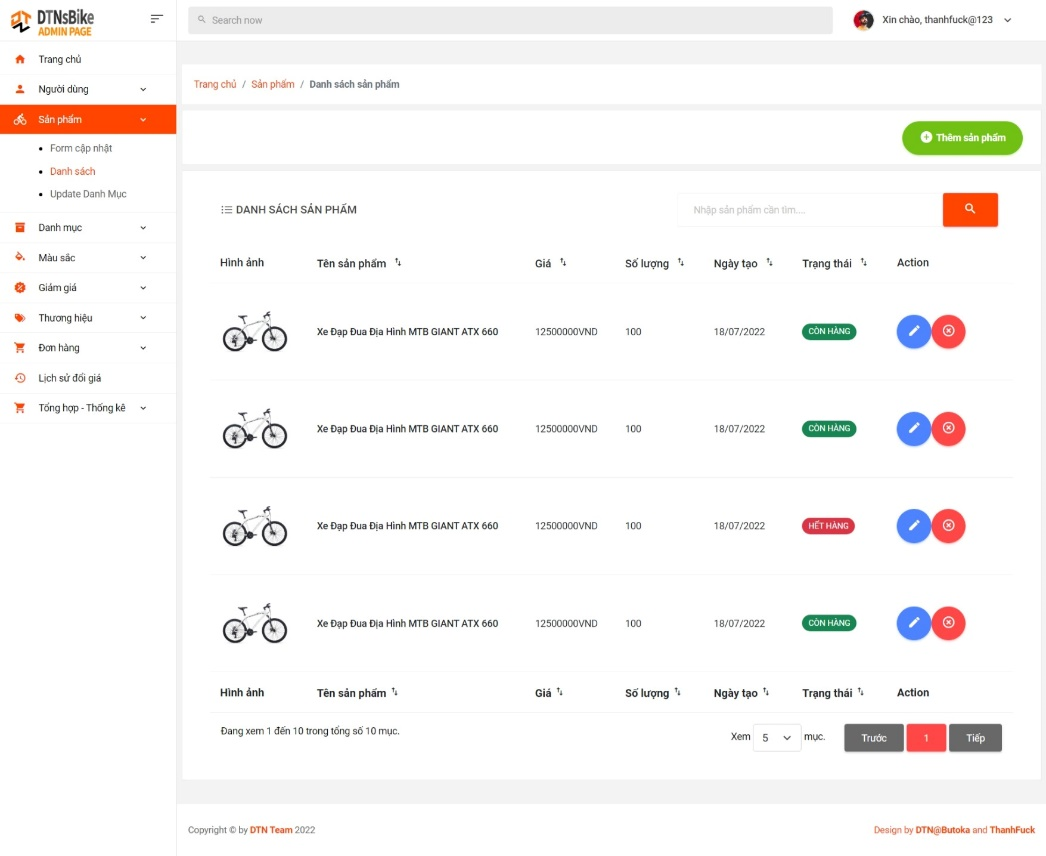 DTNsBike
ADMIN PAGE
Search now
Xin chào, thanhfuck@123
Trang chủ
Người dùng
Sản phẩm
Form cập nhật
Danh sách
Update Danh Mục
Danh mục
Màu sắc
Giảm giá
Thương hiệu
Đơn hàng
Lịch sử đổi giá
Tổng hợp - Thống kê
Trang chủ / Sản phẩm / Danh sách sản phẩm
Thêm sản phẩm
DANH SÁCH SẢN PHẨM
Nhập sản phẩm cần tìm....
Hình ảnh Tên sản phẩm Giá Số lượng Ngày tạo Trạng thái Action
Xe Đạp Đua Địa Hình MTB GIANT ATX 660 12500000VND 100 18/07/2022 CÒN HÀNG
Xe Đạp Đua Địa Hình MTB GIANT ATX 660 12500000VND 100 18/07/2022 CÒN HÀNG
Xe Đạp Đua Địa Hình MTB GIANT ATX 660 12500000VND 100 18/07/2022 HẾT HÀNG
Xe Đạp Đua Địa Hình MTB GIANT ATX 660 12500000VND 100 18/07/2022 CÒN HÀNG
Hình ảnh Tên sản phẩm Giá Số lượng Ngày tạo Trạng thái Action
Đang xem 1 đến 10 trong tổng số 10 mục.
Xem 5 mục.
Trước 1 Tiếp
Copyright © by DTN Team 2022
Design by DTN@Butoka and ThanhFuck